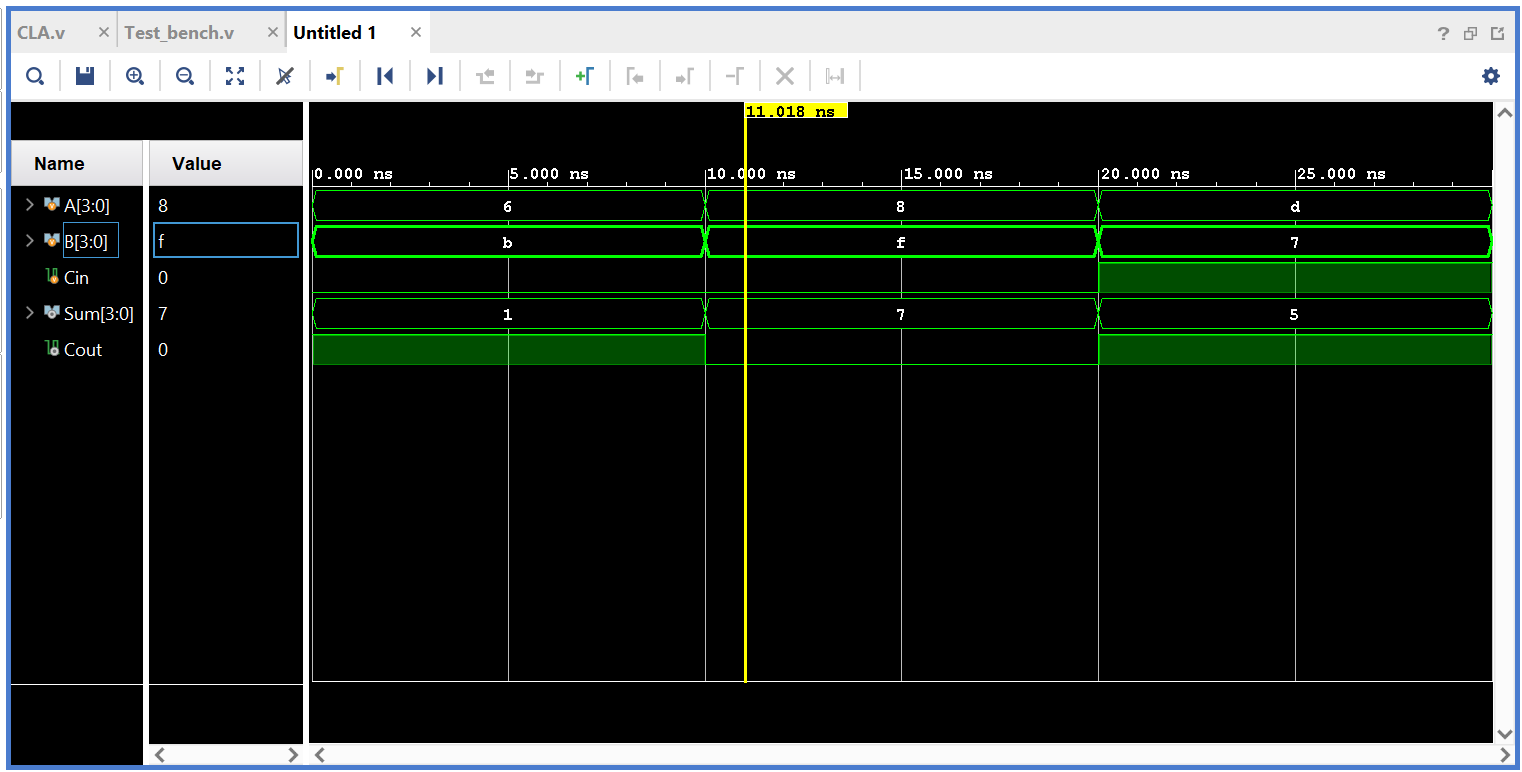 CLA.v Test_bench.v Untitled 1
?
11.018 ns
Name Value
0.000 ns 5.000 ns 10.000 ns 15.000 ns 20.000 ns 25.000 ns
A[3:0] 8 6 8 d
B[3:0] f b f 7
Cin 0
Sum[3:0] 7 1 7 5
Cout 0